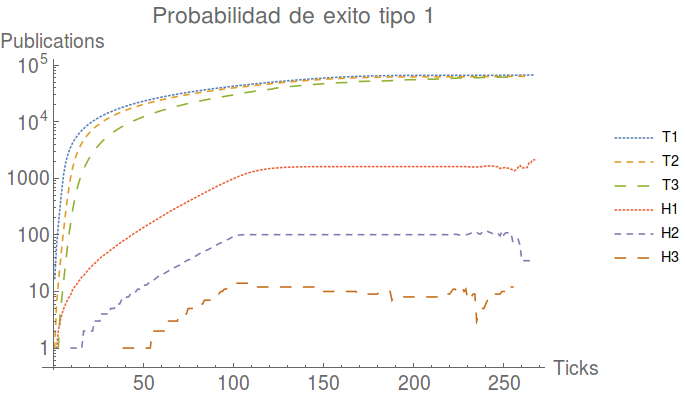 Probabilidad de exito tipo 1
Publications
10^5
10^4
1000
100
10
1
50
100
150
200
250
Ticks
T1
T2
T3
H1
H2
H3